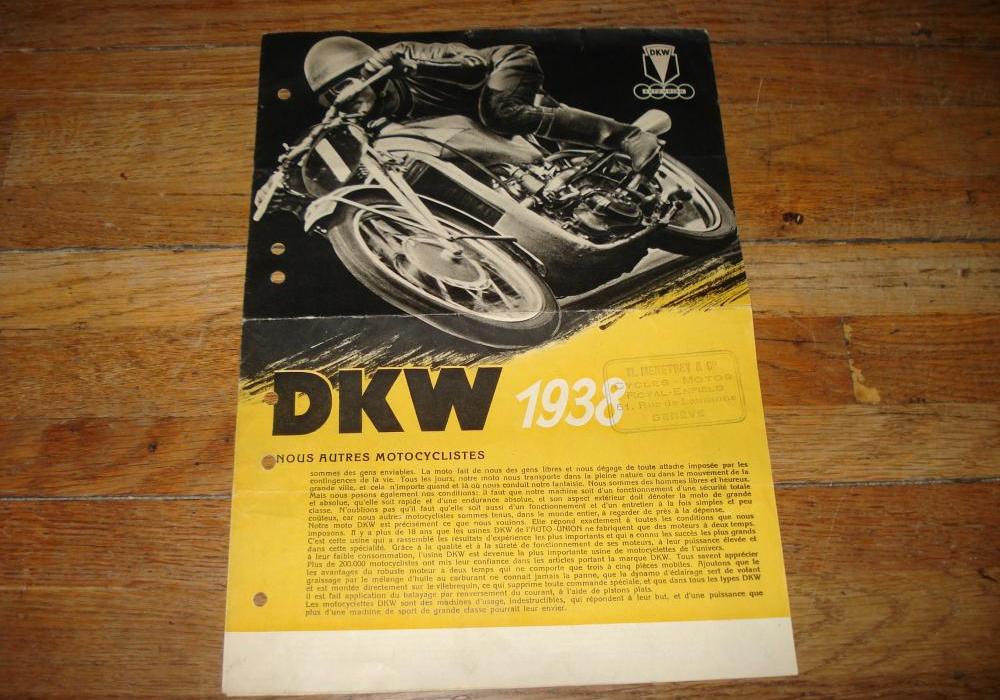 DKW
AUTO UNION
DKW 1938
H. MENETREY & Cie
CYCLES - MOTOS
ROYAL-ENFIELD
51, Rue de Lausanne
GENÈVE
NOUS AUTRES MOTOCYCLISTES
sommes des gens enviables. La moto fait de nous des gens libres et nous dégage de toute attache imposée par les
contingences de la vie. Tous les jours, notre moto nous transporte dans la pleine nature ou dans le mouvement de la
grande ville, et cela n'importe quand et là où nous conduit notre fantaisie. Nous sommes des hommes libres et heureux.
Mais nous posons également nos conditions: il faut que notre machine soit d'un fonctionnement d'une sécurité totale
et absolue, qu'elle soit rapide et d'une endurance absolue, et son aspect extérieur doit dénoter la moto de grande
classe. N'oublions pas qu'il faut qu'elle soit aussi d'un fonctionnement et d'un entretien à la fois simples et peu
coûteux, car nous autres motocyclistes sommes tenus, dans le monde entier, à regarder de près à la dépense.
Notre moto DKW est précisément ce que nous voulons. Elle répond exactement à toutes les conditions que nous
imposons. Il y a plus de 18 ans que les usines DKW de l'AUTO-UNION ne fabriquent que des moteurs à deux temps.
C'est cette usine qui a rassemblé les résultats d'expérience les plus importants et qui a connu les succès les plus grands
dans cette spécialité. Grâce à la qualité et à la sûreté de fonctionnement de ses moteurs, à leur puissance élevée et
à leur faible consommation, l'usine DKW est devenue la plus importante usine de motocyclettes de l'univers.
Plus de 200.000 motocyclistes ont mis leur confiance dans les articles portant la marque DKW. Tous savent apprécier
les avantages du robuste moteur à deux temps qui ne comporte que trois à cinq pièces mobiles. Ajoutons que le
graissage par le mélange d'huile au carburant ne connaît jamais la panne, que la dynamo d'éclairage sert de volant
et est montée directement sur le vilebrequin, ce qui supprime toute commande spéciale, et que dans tous les types DKW
il est fait application du balayage par renversement du courant, à l'aide de pistons plats.
Les motocyclettes DKW sont des machines d'usage, indestructibles, qui répondent à leur but, et d'une puissance que
plus d'une machine de sport de grande classe pourrait leur envier.